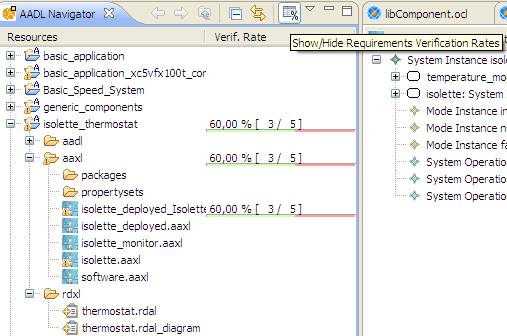 AADL Navigator
libComponent.ocl
Resources Verif. Rate
Show/Hide Requirements Verification Rates
basic_application
System Instance isole
basic_application_xc5vfx100t_cor
temperature_mo
Basic_Speed_System
isolette: System
generic_components
Mode Instance in
isolette_thermostat 60,00 % [ 3 / 5 ]
Mode Instance n
aadl
Mode Instance fa
aaxl 60,00 % [ 3 / 5 ]
System Operatio
packages
System Operatio
propertysets
System Operatio
isolette_deployed_Isolette 60,00 % [ 3 / 5 ]
isolette_deployed.aaxl
isolette_monitor.aaxl
isolette.aaxl
software.aaxl
rdxl
thermostat.rdal
thermostat.rdal_diagram